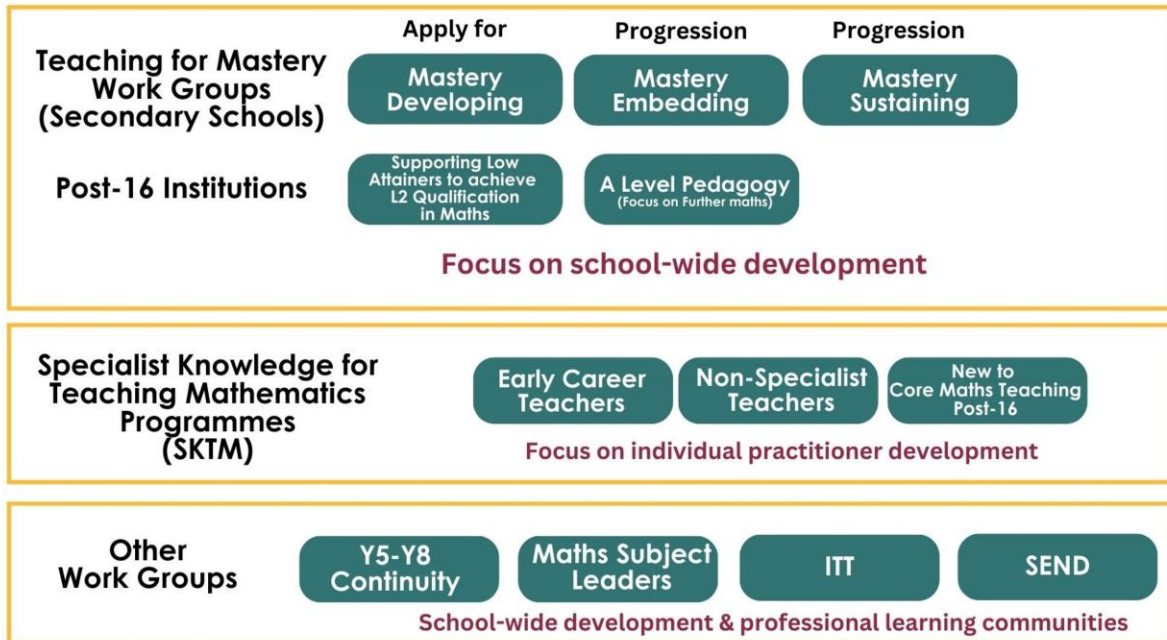 Apply for
Progression
Progression
Teaching for Mastery
Work Groups
(Secondary Schools)
Mastery
Developing
Mastery
Embedding
Mastery
Sustaining
Post-16 Institutions
Supporting Low
Attainers to achieve
L2 Qualification
in Maths
A Level Pedagogy
(Focus on Further maths)
Focus on school-wide development
Specialist Knowledge for
Teaching Mathematics
Programmes
(SKTM)
Early Career
Teachers
Non-Specialist
Teachers
New to
Core Maths Teaching
Post-16
Focus on individual practitioner development
Other
Work Groups
Y5-Y8
Continuity
Maths Subject
Leaders
ITT
SEND
School-wide development & professional learning communities